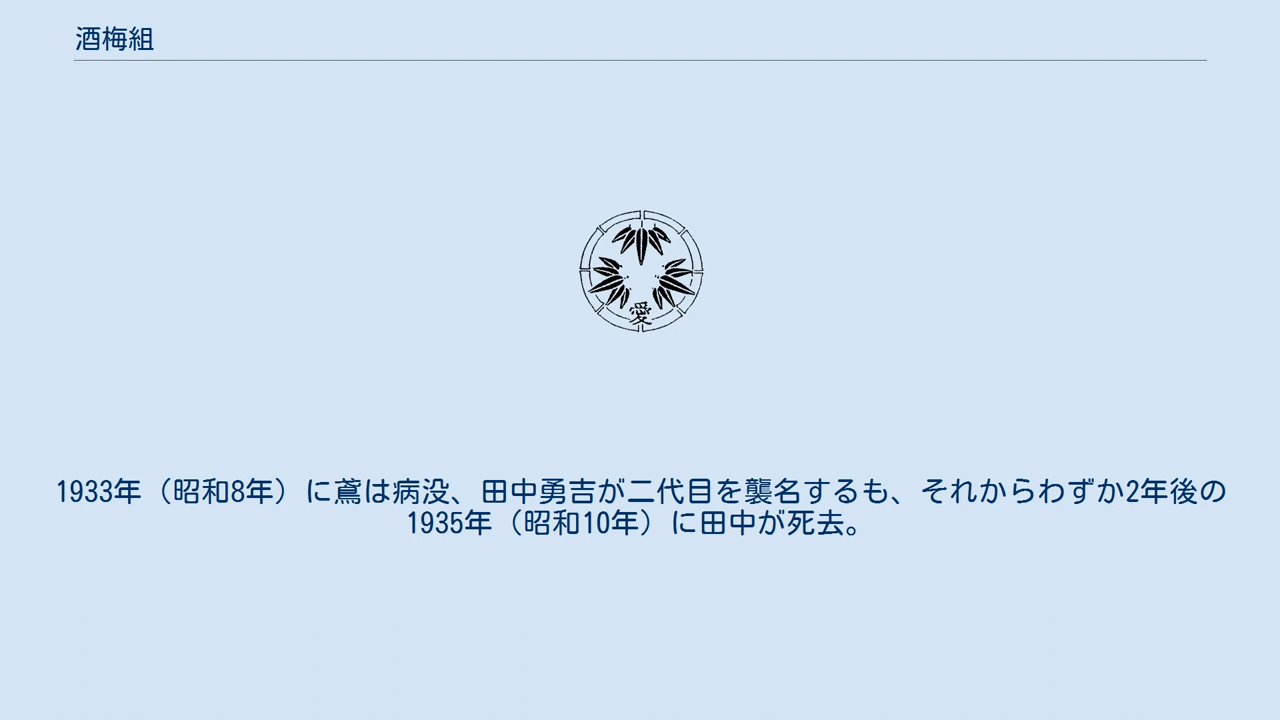 酒梅組
愛
1933年（昭和8年）に鳶は病没、田中勇吉が二代目を襲名するも、それからわずか2年後の
1935年（昭和10年）に田中が死去。